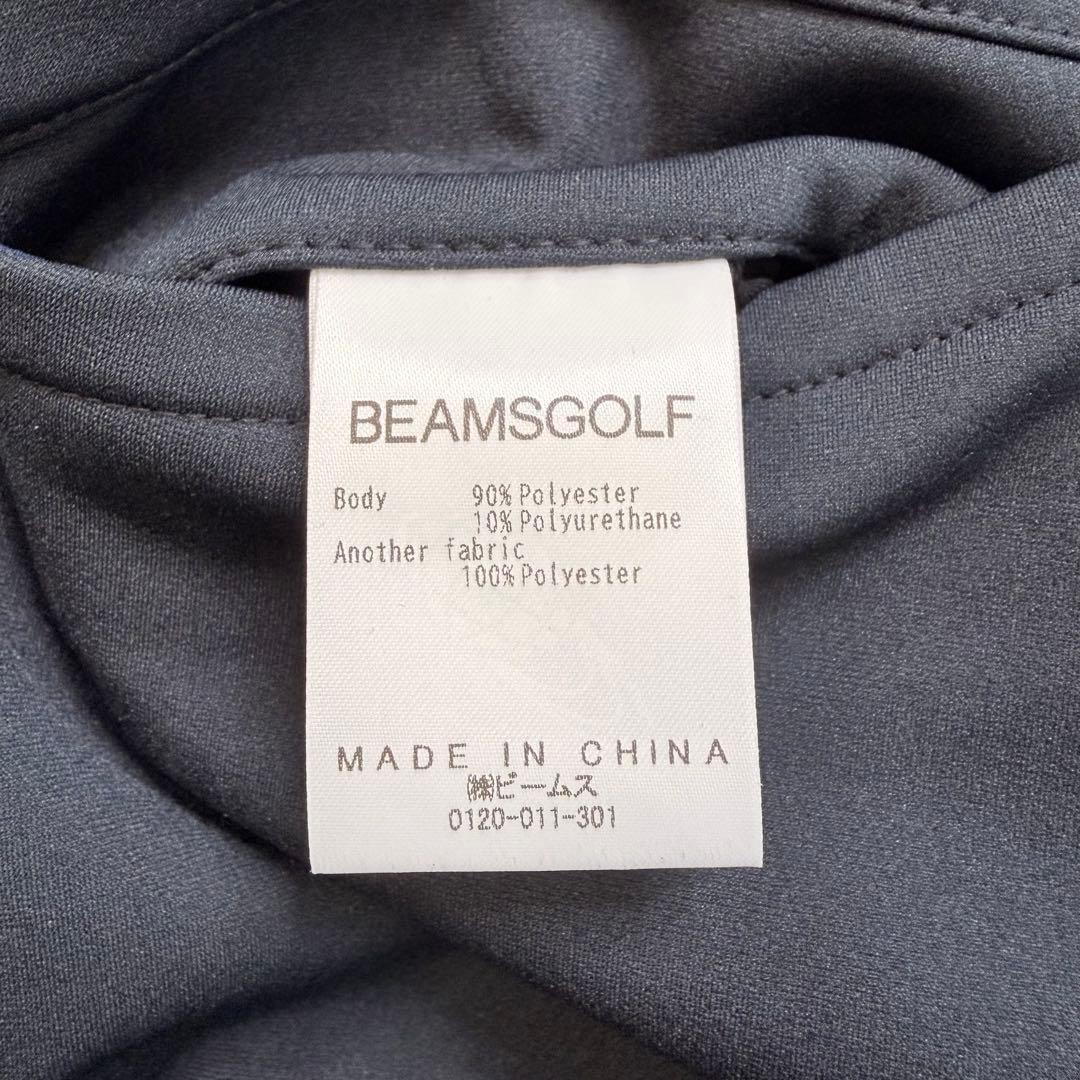 BEAMSGOLF
Body 90% Polyester
10% Polyurethane
Another fabric
100% Polyester
MADE IN CHINA
㈱ビームス
0120-011-301